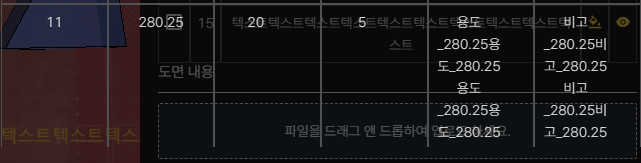 11 280.25 20 5 용도 비고
15 텍스트텍스트텍스트텍스트텍스트텍스트텍스트텍스트
스트
_280.25용 _280.25비
도_280.25 고_280.25
도면 내용
용도 비고
_280.25용 _280.25비
파일을 드래그 앤 드롭하여
도_280.25 고_280.25
텍스트텍스트텍스트